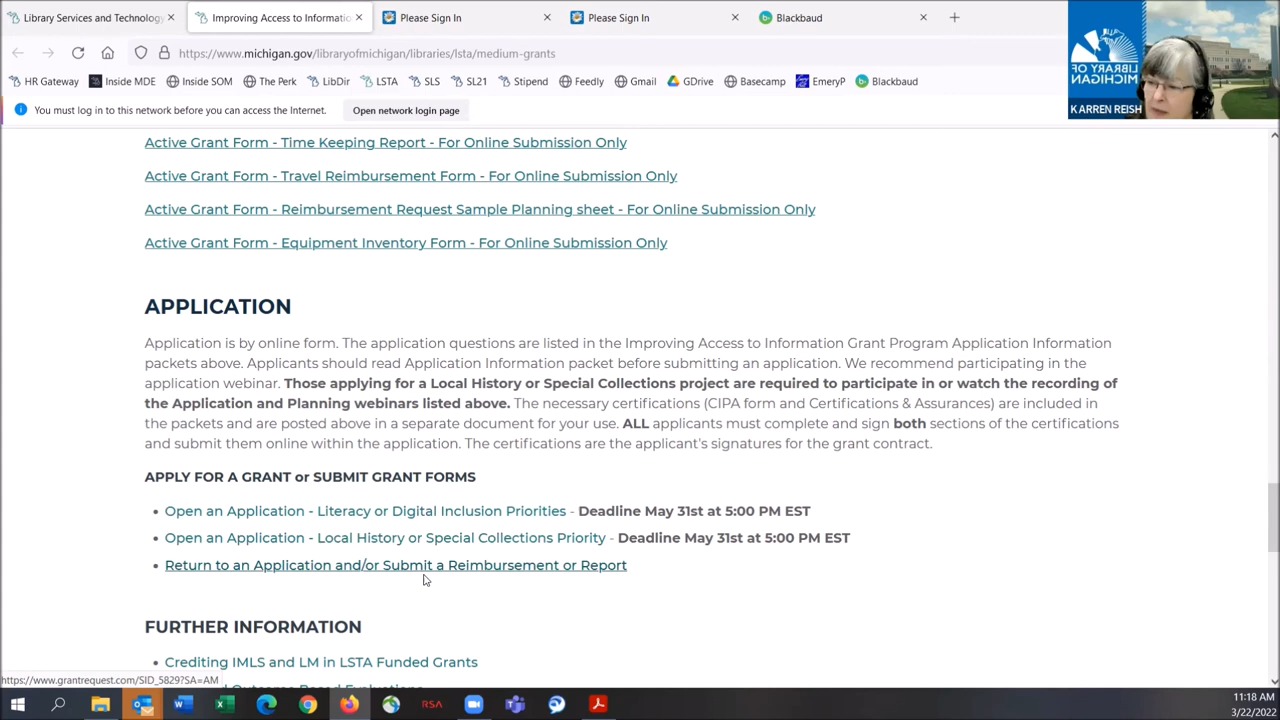 Library Services and Technology
Improving Access to Informatio
Please Sign In
Please Sign In
Blackbaud
https://www.michigan.gov/libraryofmichigan/libraries/lsta/medium-grants
HR Gateway
Inside MDE
Inside SOM
The Perk
LibDir
LSTA
SL21
Stipend
Feedly
Gmail
GDrive
Basecamp
EmeryP
Blackbaud
LIBRARY OF
MICHIGAN
KARREN REISH
You must log in to this network before you can access the Internet.
Open network login page
Active Grant Form - Time Keeping Report - For Online Submission Only
Active Grant Form - Travel Reimbursement Form - For Online Submission Only
Active Grant Form - Reimbursement Request Sample Planning sheet - For Online Submission Only
Active Grant Form - Equipment Inventory Form - For Online Submission Only
APPLICATION
Application is by online form. The application questions are listed in the Improving Access to Information Grant Program Application Information
packets above. Applicants should read Application Information packet before submitting an application. We recommend participating in the
application webinar. Those applying for a Local History or Special Collections project are required to participate in or watch the recording of
the Application and Planning webinars listed above. The necessary certifications (CIPA form and Certifications & Assurances) are included in
the packets and are posted above in a separate document for your use. ALL applicants must complete and sign both sections of the certifications
and submit them online within the application. The certifications are the applicant's signatures for the grant contract.
APPLY FOR A GRANT or SUBMIT GRANT FORMS
• Open an Application - Literacy or Digital Inclusion Priorities - Deadline May 31st at 5:00 PM EST
• Open an Application - Local History or Special Collections Priority - Deadline May 31st at 5:00 PM EST
• Return to an Application and/or Submit a Reimbursement or Report
FURTHER INFORMATION
• Crediting IMLS and LM in LSTA Funded Grants
https://www.grantrequest.com/SID_5829?SA=AM
RSA
11:18 AM
3/22/2022